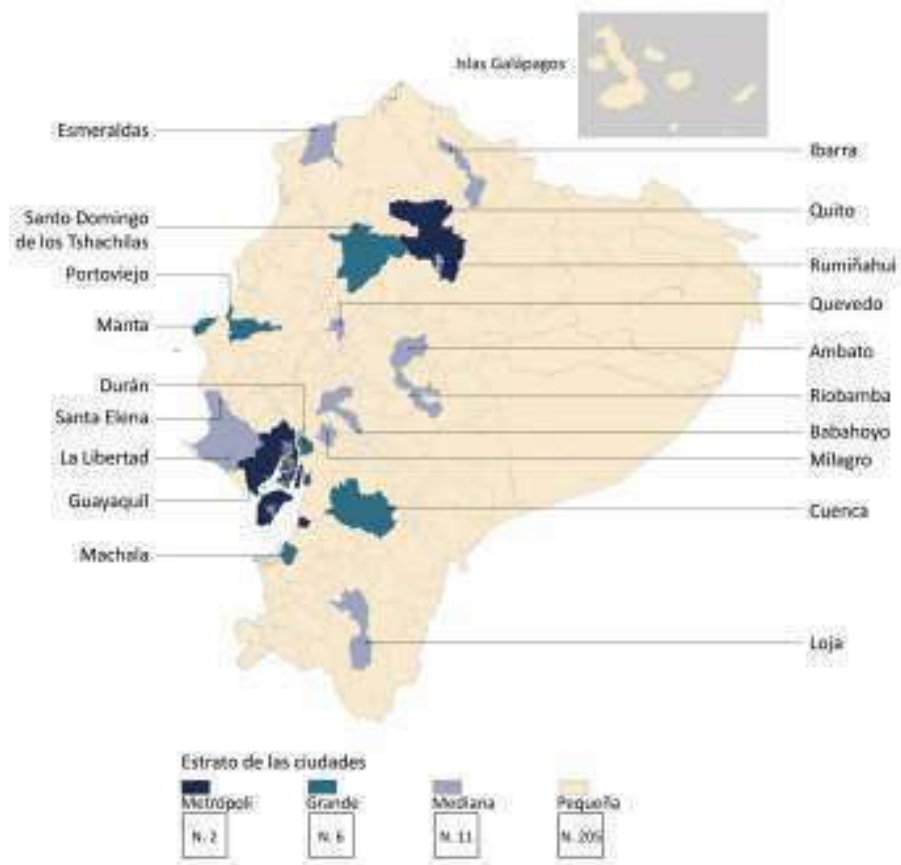 Islas Galápagos
Esmeraldas
Ibarra
Santo Domingo
de los Tshachilas
Quito
Portoviejo
Rumiñahui
Quevedo
Manta
Ambato
Durán
Riobamba
Santa Elena
Babahoyo
La Libertad
Milagro
Guayaquil
Cuenca
Machala
Loja
Estrato de las ciudades
Metrópoli
Grande
Mediana
Pequeña
N. 2
N. 6
N. 11
N. 205